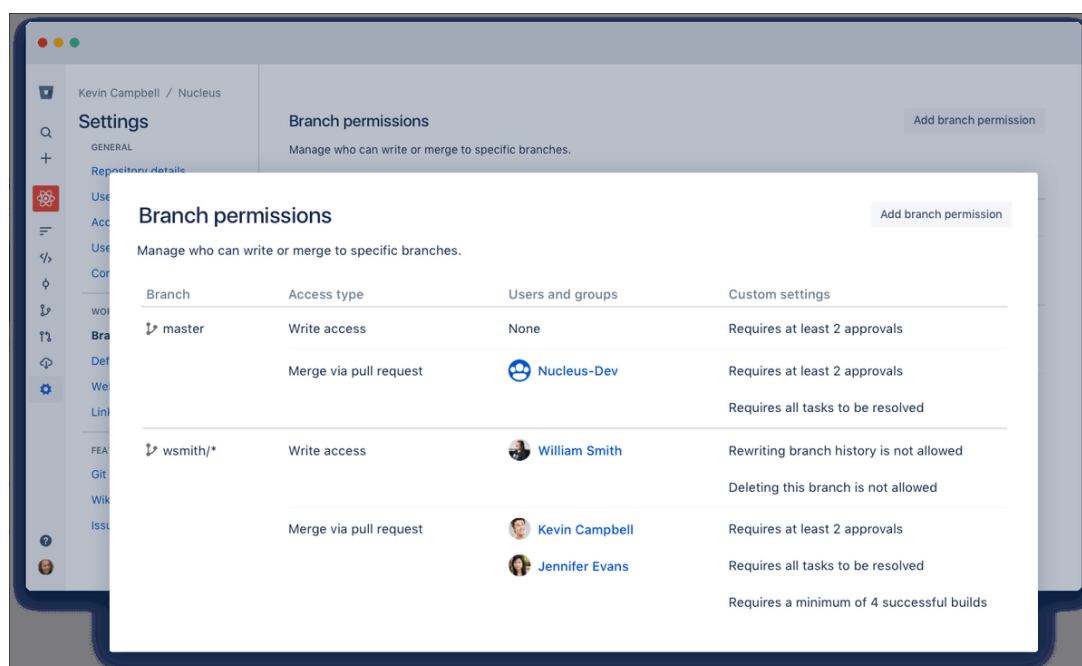 Kevin Campbell / Nucleus
Settings
GENERAL
Repository details
Branch permissions
Add branch permission
Manage who can write or merge to specific branches.
Branch permissions
Add branch permission
Manage who can write or merge to specific branches.
Branch Access type Users and groups Custom settings
master Write access None Requires at least 2 approvals
Merge via pull request Nucleus-Dev Requires at least 2 approvals
Requires all tasks to be resolved
wsmith/* Write access William Smith Rewriting branch history is not allowed
Deleting this branch is not allowed
Merge via pull request Kevin Campbell Requires at least 2 approvals
Jennifer Evans Requires all tasks to be resolved
Requires a minimum of 4 successful builds
Git